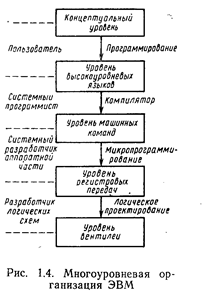 Концептуальный
уровень
Пользователь
Программирование
Уровень
высокоуровневых
языков
Системный
программист
Компилятор
Уровень машинных
команд
Системный
разработчик
аппаратной
части
Микропрограмми-
рование
Уровень
регистровых
передач
Разработчик
логических
схем
Логическое
проектирование
Уровень
вентилей
Рис. 1.4. Многоуровневая ор-
ганизация ЭВМ